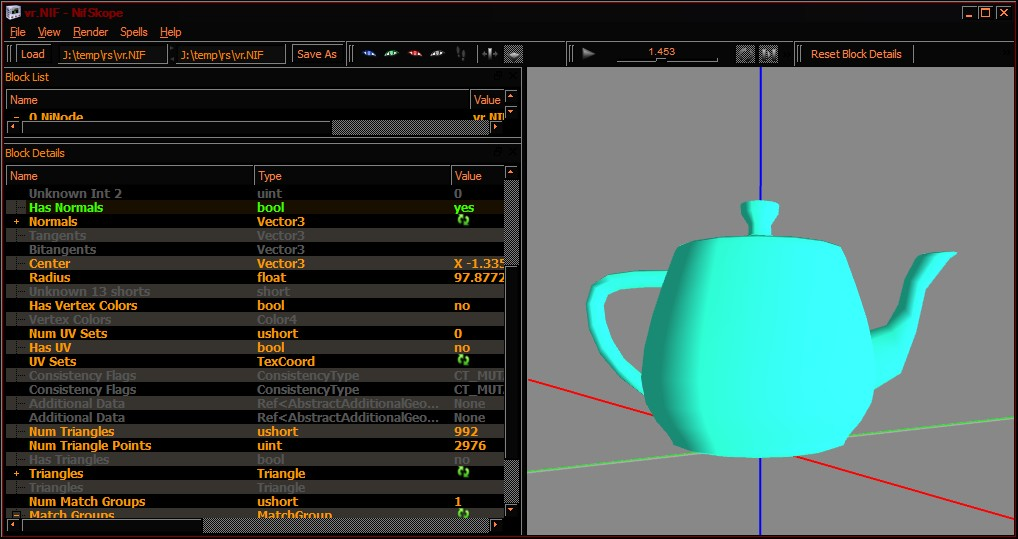 vr.NIF - NifSkope
File View Render Spells Help
Load J:\temp\rs\vr.NIF J:\temp\rs\vr.NIF Save As 1.453 Reset Block Details
Block List
Name Value
0 NiNode vr.NI
Block Details
Name Type Value
Unknown Int 2 uint 0
Has Normals bool yes
Normals Vector3
Tangents Vector3
Bitangents Vector3
Center Vector3 X -1.335
Radius float 97.8772
Unknown 13 shorts short
Has Vertex Colors bool no
Vertex Colors Color4
Num UV Sets ushort 0
Has UV bool no
UV Sets TexCoord
Consistency Flags ConsistencyType CT_MUT
Consistency Flags ConsistencyType CT_MUT
Additional Data Ref<AbstractAdditionalGeo... None
Additional Data Ref<AbstractAdditionalGeo... None
Num Triangles ushort 992
Num Triangle Points uint 2976
Has Triangles bool no
Triangles Triangle
Triangles Triangle
Num Match Groups ushort 1
Match Groups MatchGroup